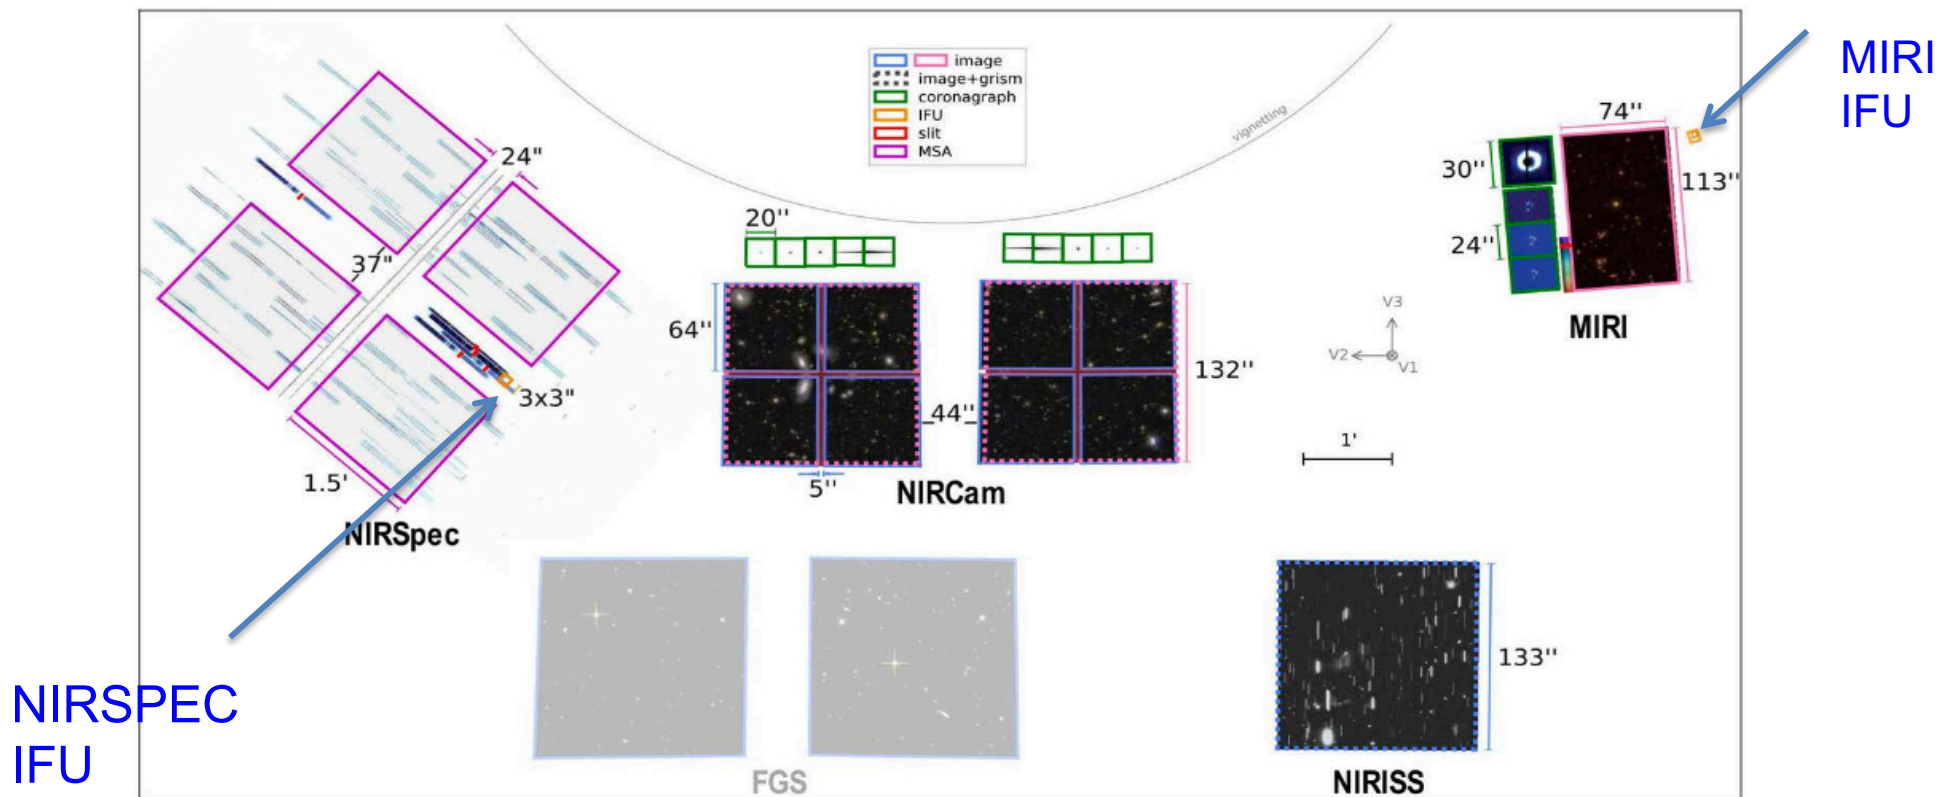 image
image+grism
coronagraph
IFU
slit
MSA
vignetting
MIRI
IFU
74''
30''
113''
24''
MIRI
24"
37"
3x3"
1.5'
NIRSpec
20''
64''
44''
132''
5''
NIRCam
V3
V2
V1
1'
NIRSPEC
IFU
FGS
133''
NIRISS